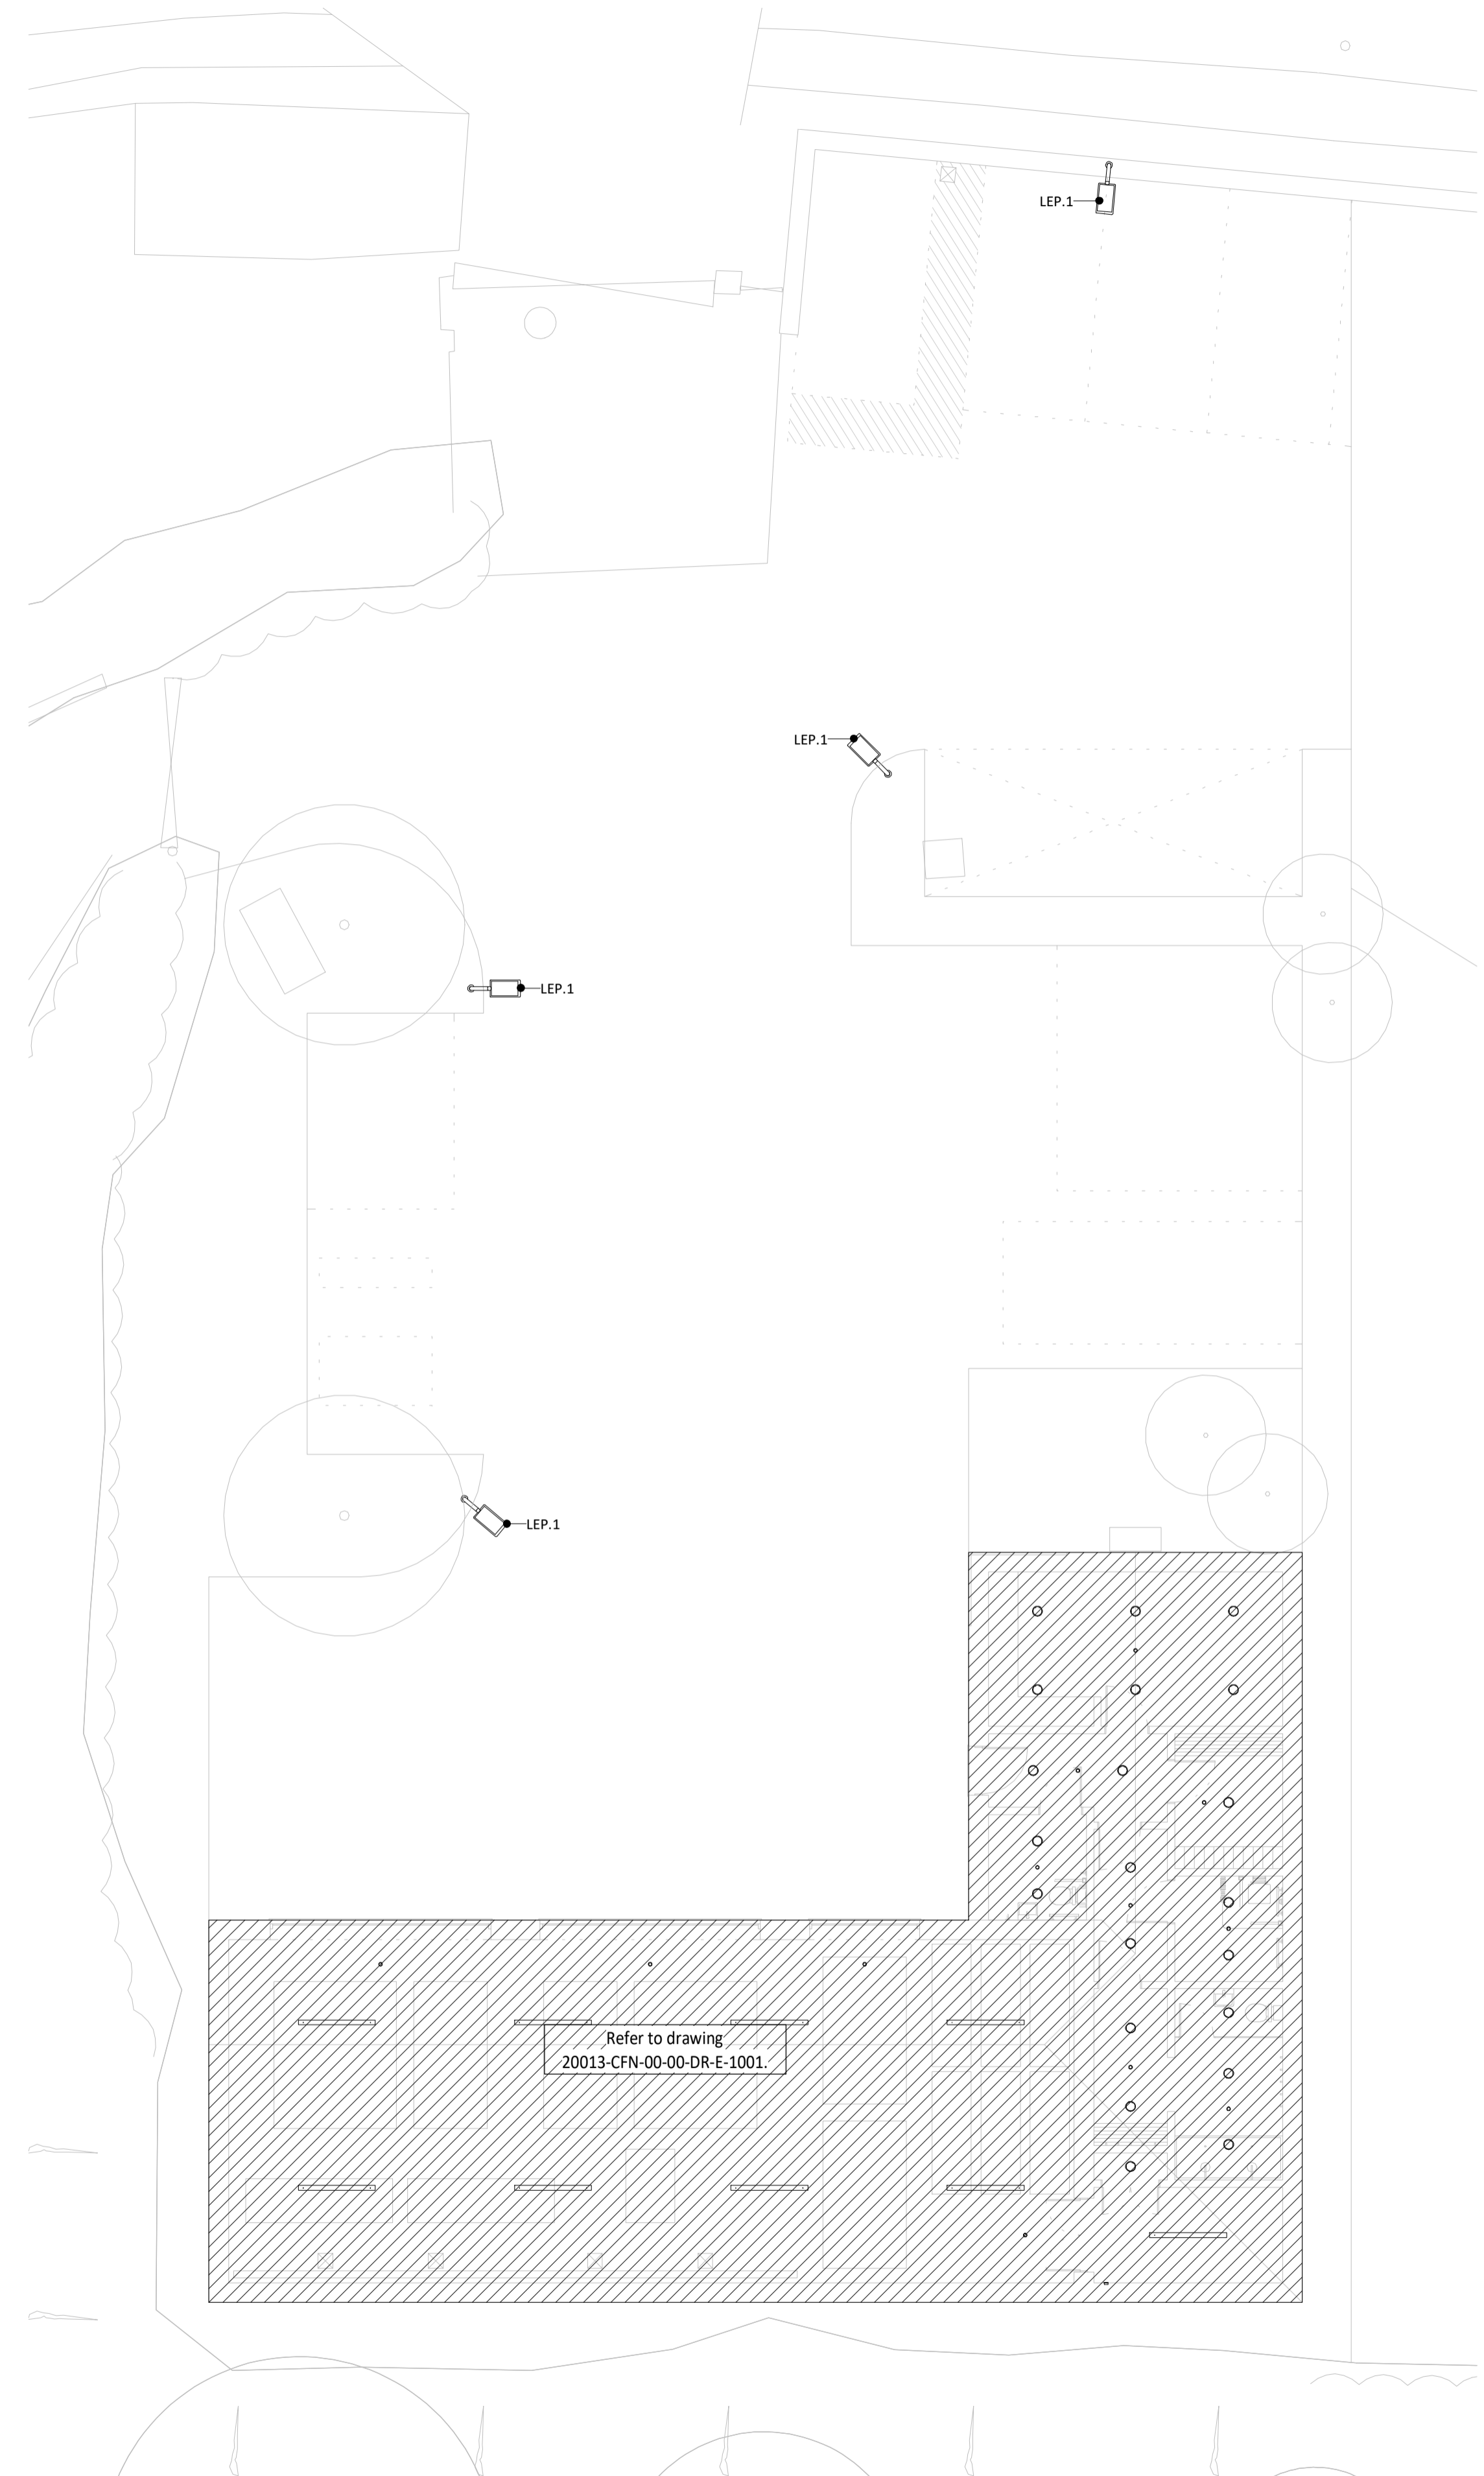 LEP.1
LEP.1
LEP.1
LEP.1
Refer to drawing
20013-CFN-00-00-DR-E-1001.